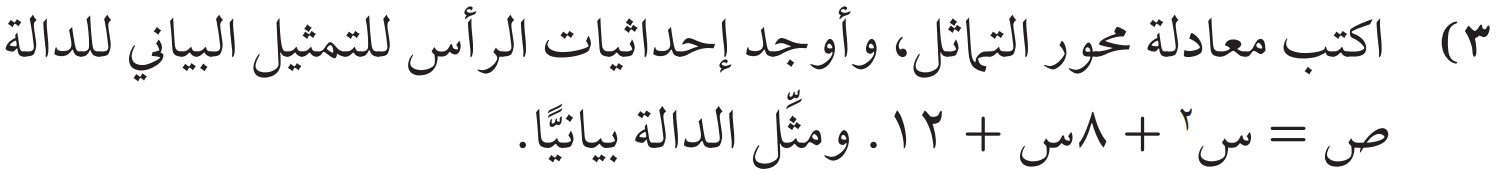 ٣) اكتب معادلة محور التماثل، وأوجد إحداثيات الرأس للتمثيل البياني للدالة
ص = س٢ + ٨س + ١٢. ومثِّل الدالة بيانيًّا.